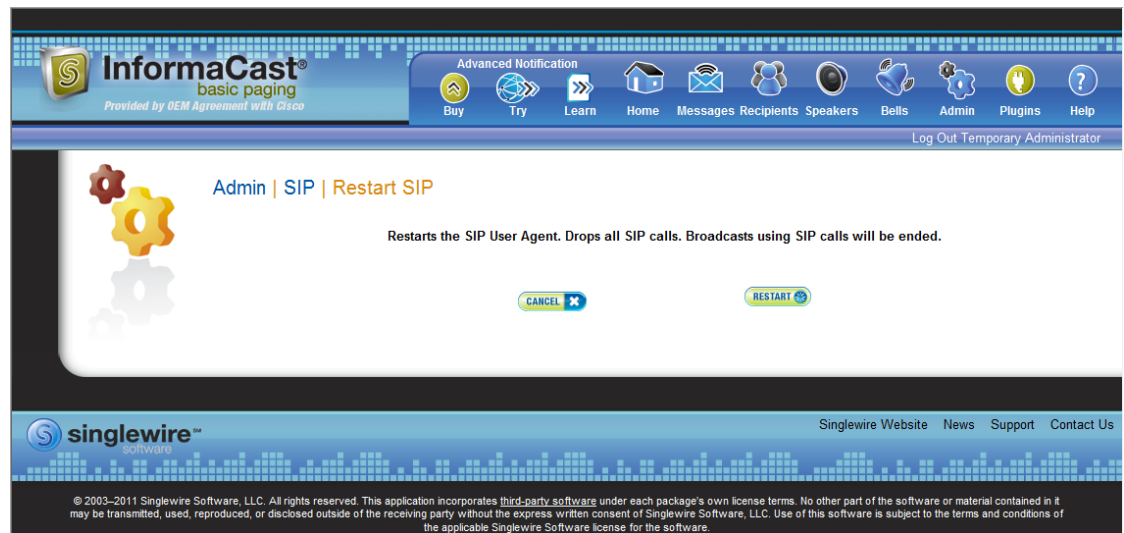 InformaCast®
basic paging
Provided by OEM Agreement with Cisco
Advanced Notification
Buy Try Learn Home Messages Recipients Speakers Bells Admin Plugins Help
Log Out Temporary Administrator
Admin | SIP | Restart SIP
Restarts the SIP User Agent. Drops all SIP calls. Broadcasts using SIP calls will be ended.
CANCEL RESTART
singlewire℠
software
Singlewire Website News Support Contact Us
© 2003–2011 Singlewire Software, LLC. All rights reserved. This application incorporates third-party software under each package's own license terms. No other part of the software or material contained in it
may be transmitted, used, reproduced, or disclosed outside of the receiving party without the express written consent of Singlewire Software, LLC. Use of this software is subject to the terms and conditions of
the applicable Singlewire Software license for the software.